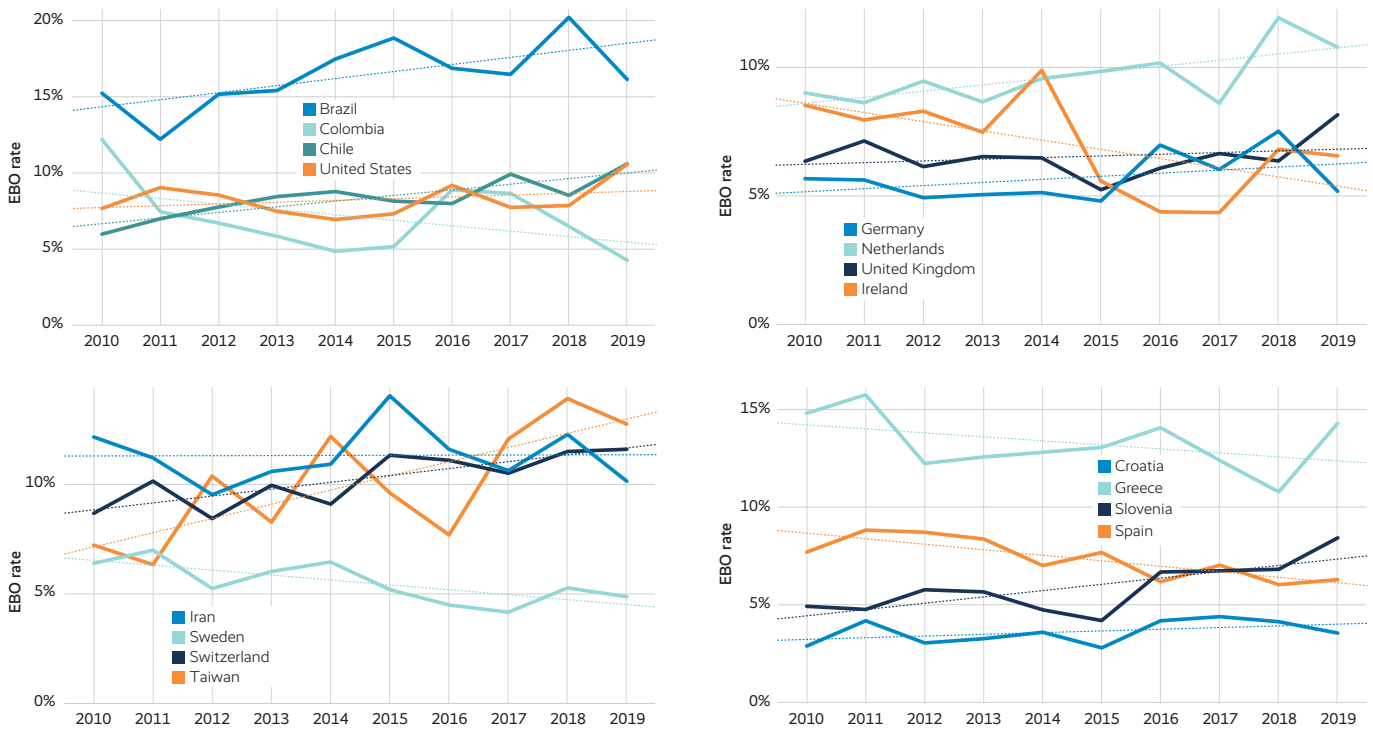 20%
15%
10%
5%
0%
EBO rate
Brazil
Colombia
Chile
United States
2010 2011 2012 2013 2014 2015 2016 2017 2018 2019
10%
5%
0%
EBO rate
Germany
Netherlands
United Kingdom
Ireland
2010 2011 2012 2013 2014 2015 2016 2017 2018 2019
10%
5%
0%
EBO rate
Iran
Sweden
Switzerland
Taiwan
2010 2011 2012 2013 2014 2015 2016 2017 2018 2019
15%
10%
5%
0%
EBO rate
Croatia
Greece
Slovenia
Spain
2010 2011 2012 2013 2014 2015 2016 2017 2018 2019